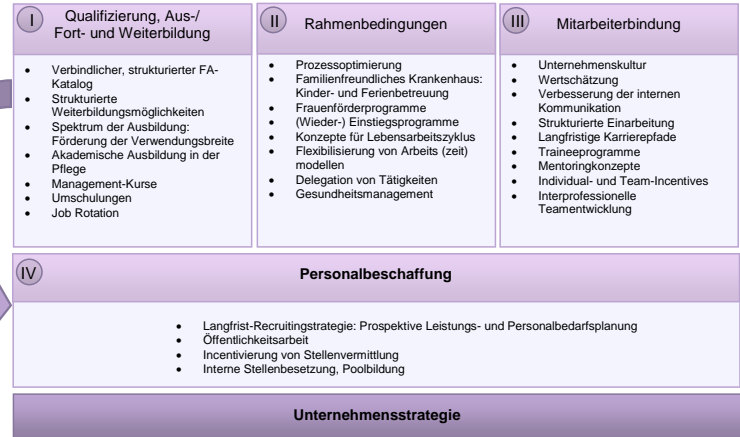 I
Qualifizierung, Aus-/
Fort- und Weiterbildung
• Verbindlicher, strukturierter FA-
Katalog
• Strukturierte
Weiterbildungsmöglichkeiten
• Spektrum der Ausbildung:
Förderung der Verwendungsbreite
• Akademische Ausbildung in der
Pflege
• Management-Kurse
• Umschulungen
• Job Rotation
II
Rahmenbedingungen
• Prozessoptimierung
• Familienfreundliches Krankenhaus:
Kinder- und Ferienbetreuung
• Frauenförderprogramme
• (Wieder-) Einstiegsprogramme
• Konzepte für Lebensarbeitszyklus
• Flexibilisierung von Arbeits (zeit)
modellen
• Delegation von Tätigkeiten
• Gesundheitsmanagement
III
Mitarbeiterbindung
• Unternehmenskultur
• Wertschätzung
• Verbesserung der internen
Kommunikation
• Strukturierte Einarbeitung
• Langfristige Karrierepfade
• Traineeprogramme
• Mentoringkonzepte
• Individual- und Team-Incentives
• Interprofessionelle
Teamentwicklung
IV
Personalbeschaffung
• Langfrist-Recruitingstrategie: Prospektive Leistungs- und Personalbedarfsplanung
• Öffentlichkeitsarbeit
• Incentivierung von Stellenvermittlung
• Interne Stellenbesetzung, Poolbildung
Unternehmensstrategie